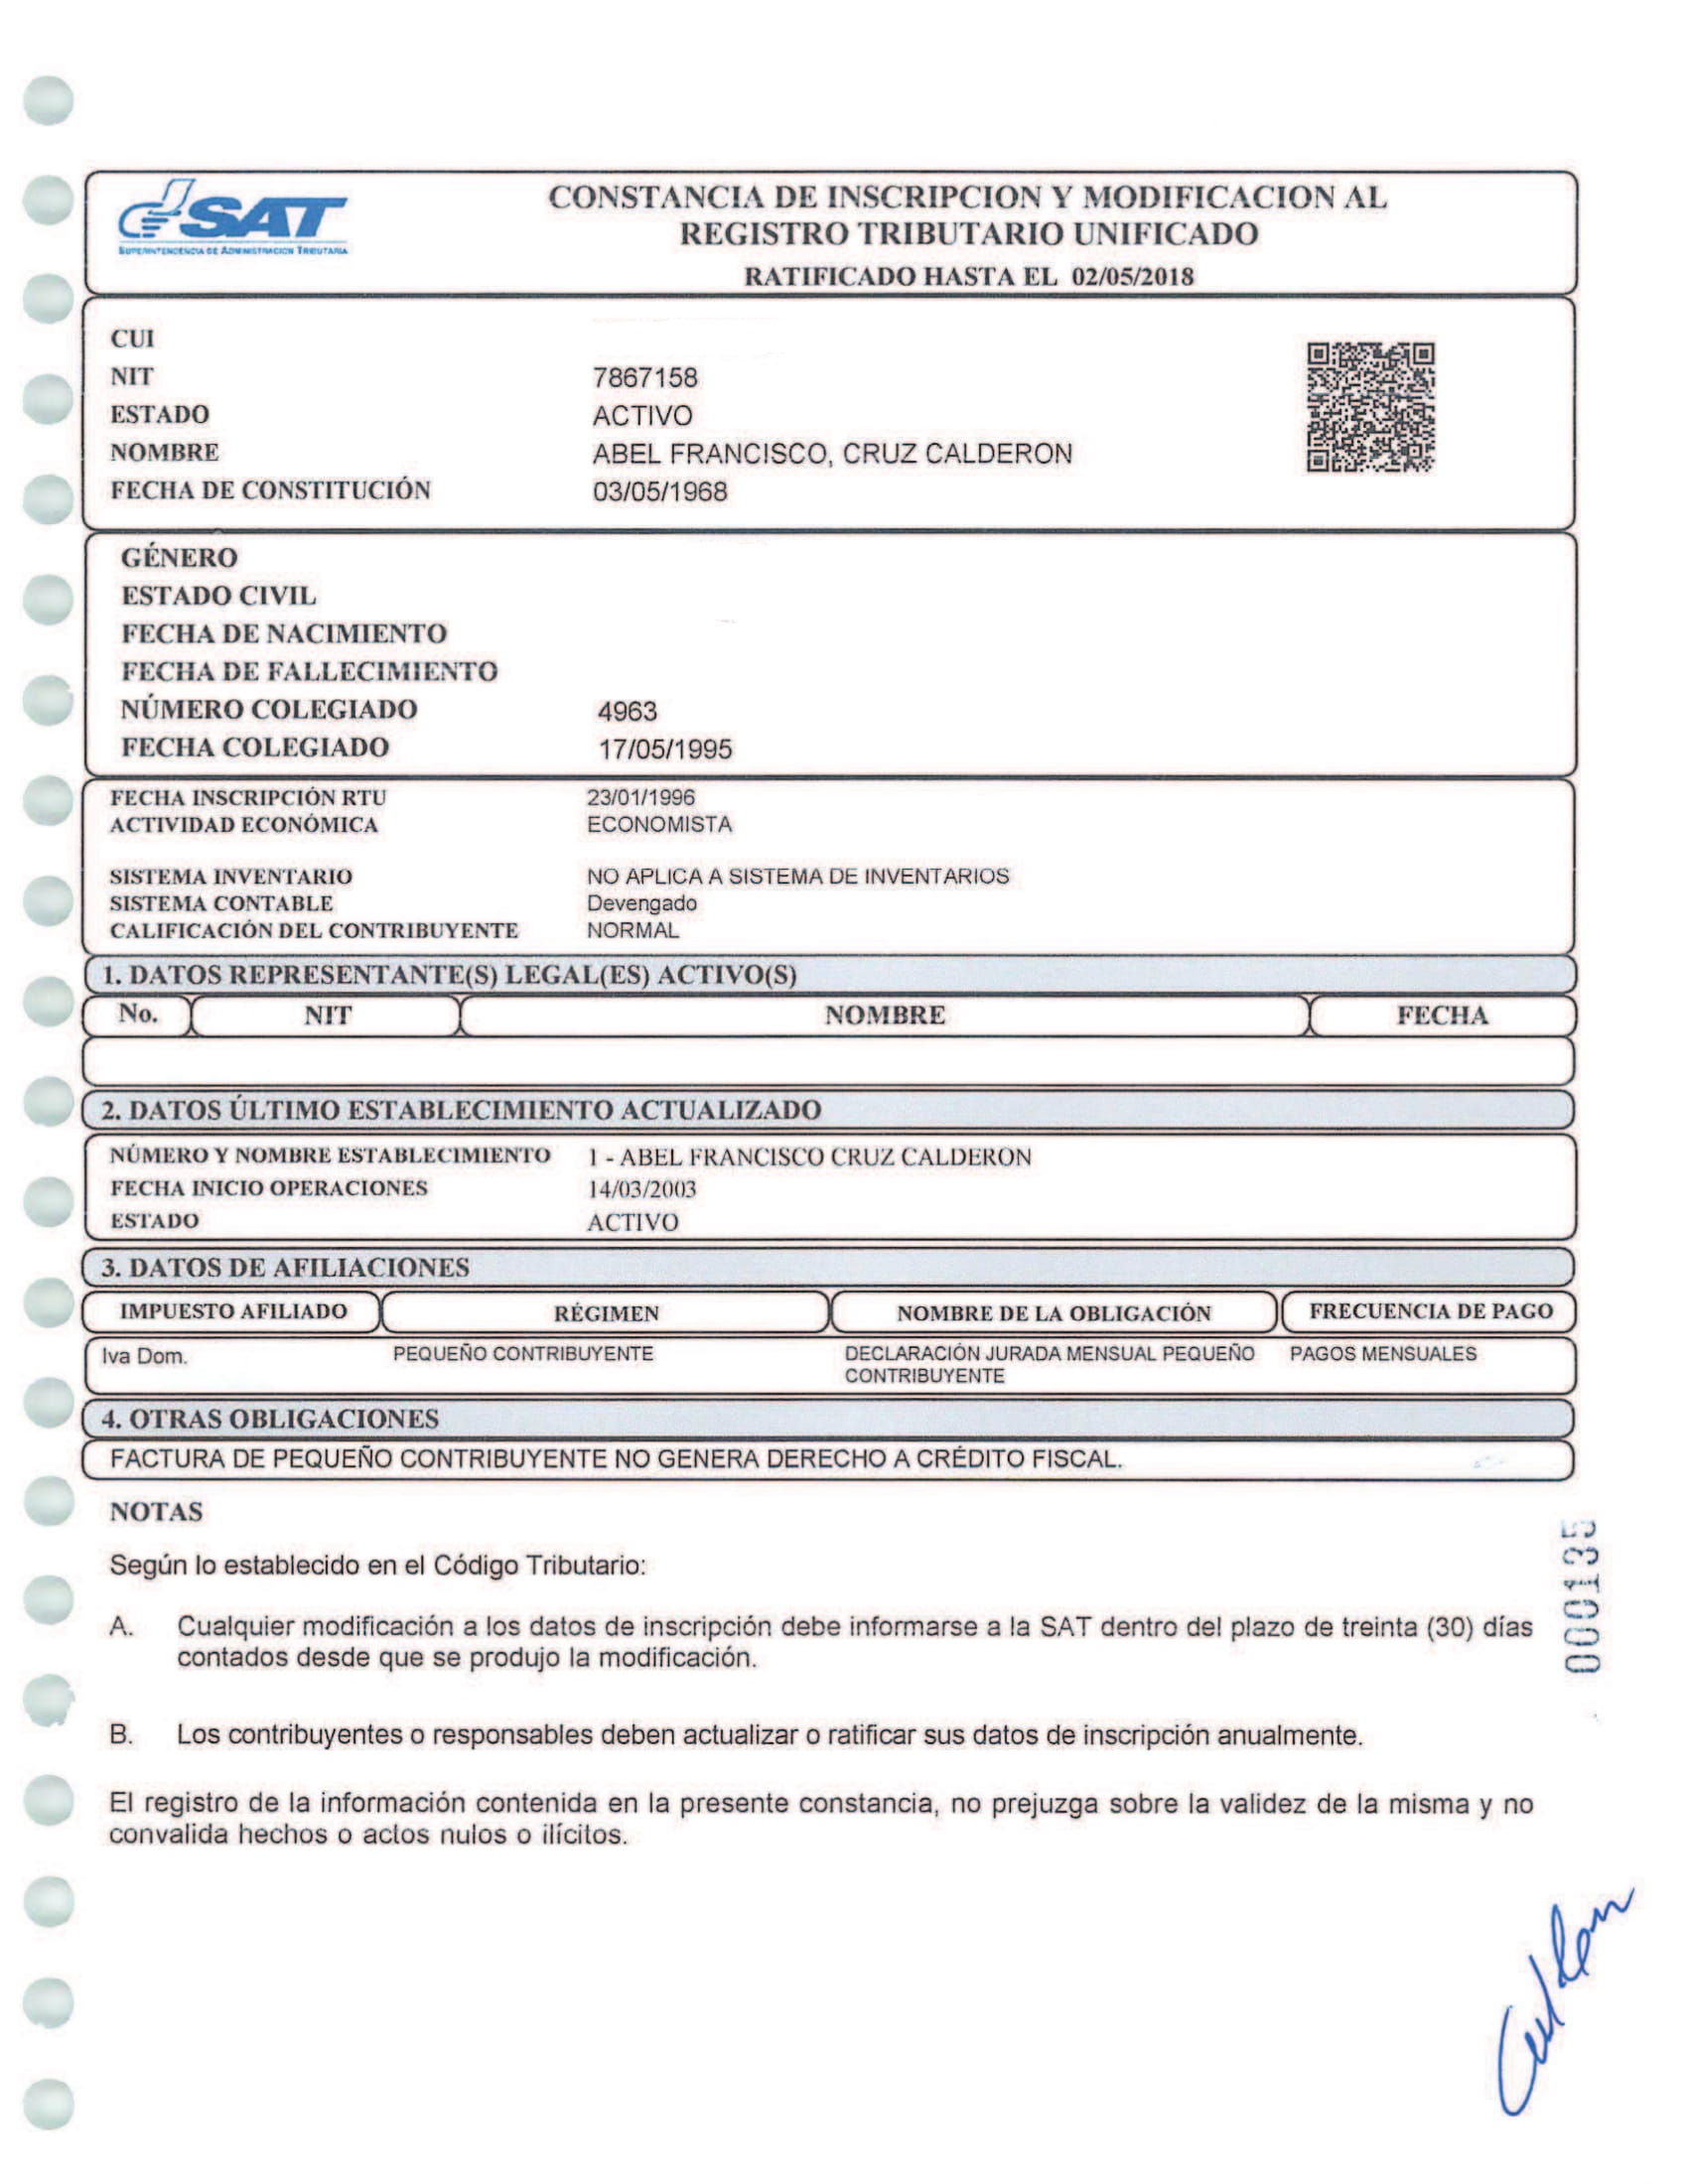 SAT
SUPERINTENDENCIA DE ADMINISTRACION TRIBUTARIA
CONSTANCIA DE INSCRIPCION Y MODIFICACION AL
REGISTRO TRIBUTARIO UNIFICADO
RATIFICADO HASTA EL 02/05/2018
CUI
NIT 7867158
ESTADO ACTIVO
NOMBRE ABEL FRANCISCO, CRUZ CALDERON
FECHA DE CONSTITUCIÓN 03/05/1968
GÉNERO
ESTADO CIVIL
FECHA DE NACIMIENTO
FECHA DE FALLECIMIENTO
NÚMERO COLEGIADO 4963
FECHA COLEGIADO 17/05/1995
FECHA INSCRIPCIÓN RTU 23/01/1996
ACTIVIDAD ECONÓMICA ECONOMISTA
SISTEMA INVENTARIO NO APLICA A SISTEMA DE INVENTARIOS
SISTEMA CONTABLE Devengado
CALIFICACIÓN DEL CONTRIBUYENTE NORMAL
1. DATOS REPRESENTANTE(S) LEGAL(ES) ACTIVO(S)
No. NIT NOMBRE FECHA
2. DATOS ÚLTIMO ESTABLECIMIENTO ACTUALIZADO
NÚMERO Y NOMBRE ESTABLECIMIENTO 1 - ABEL FRANCISCO CRUZ CALDERON
FECHA INICIO OPERACIONES 14/03/2003
ESTADO ACTIVO
3. DATOS DE AFILIACIONES
IMPUESTO AFILIADO RÉGIMEN NOMBRE DE LA OBLIGACIÓN FRECUENCIA DE PAGO
Iva Dom. PEQUEÑO CONTRIBUYENTE DECLARACIÓN JURADA MENSUAL PEQUEÑO PAGOS MENSUALES
CONTRIBUYENTE
4. OTRAS OBLIGACIONES
FACTURA DE PEQUEÑO CONTRIBUYENTE NO GENERA DERECHO A CRÉDITO FISCAL.
NOTAS
Según lo establecido en el Código Tributario:
A. Cualquier modificación a los datos de inscripción debe informarse a la SAT dentro del plazo de treinta (30) días
contados desde que se produjo la modificación.
B. Los contribuyentes o responsables deben actualizar o ratificar sus datos de inscripción anualmente.
El registro de la información contenida en la presente constancia, no prejuzga sobre la validez de la misma y no
convalida hechos o actos nulos o ilícitos.
000135